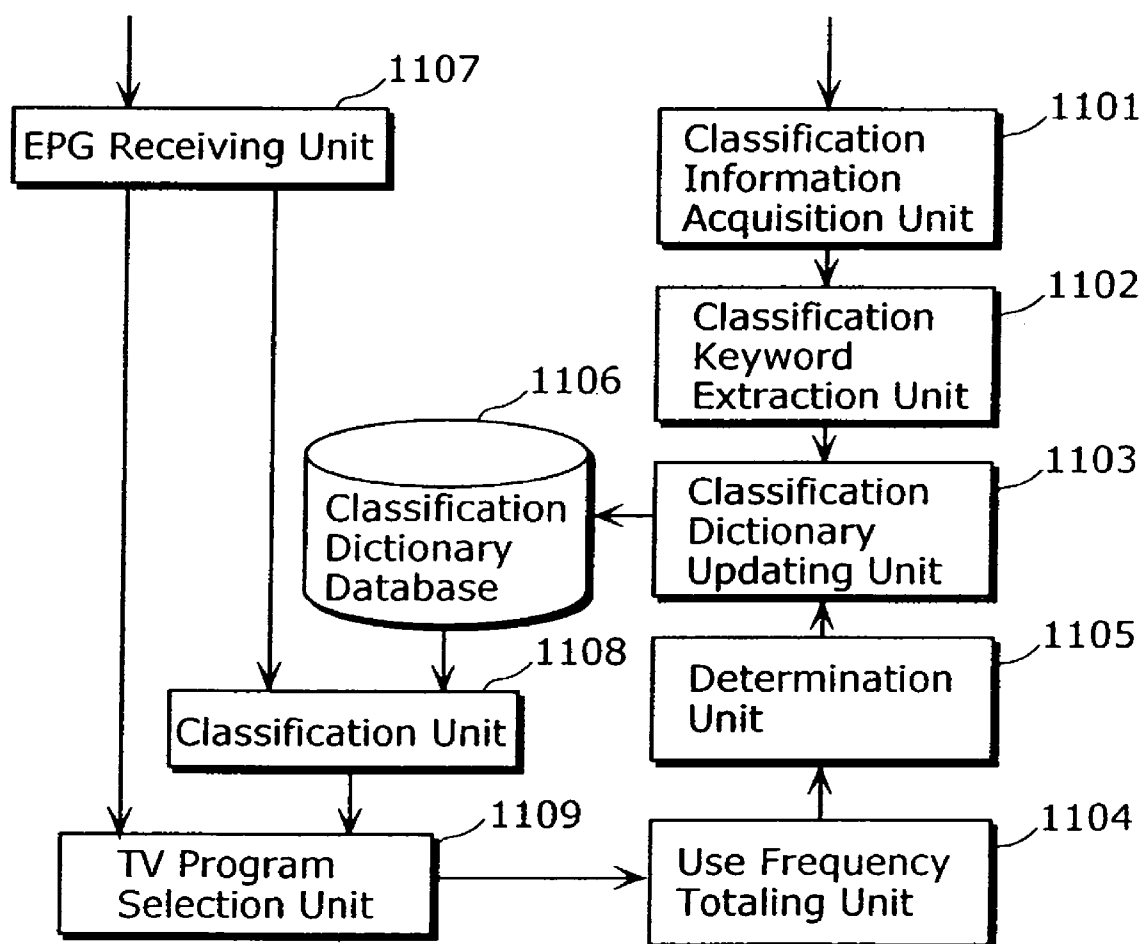 1107
EPG Receiving Unit
1101
Classification
Information
Acquisition Unit
1102
Classification
Keyword
Extraction Unit
1106
Classification
Dictionary
Database
1103
Classification
Dictionary
Updating Unit
1108
Classification Unit
1105
Determination
Unit
1109
TV Program
Selection Unit
1104
Use Frequency
Totaling Unit